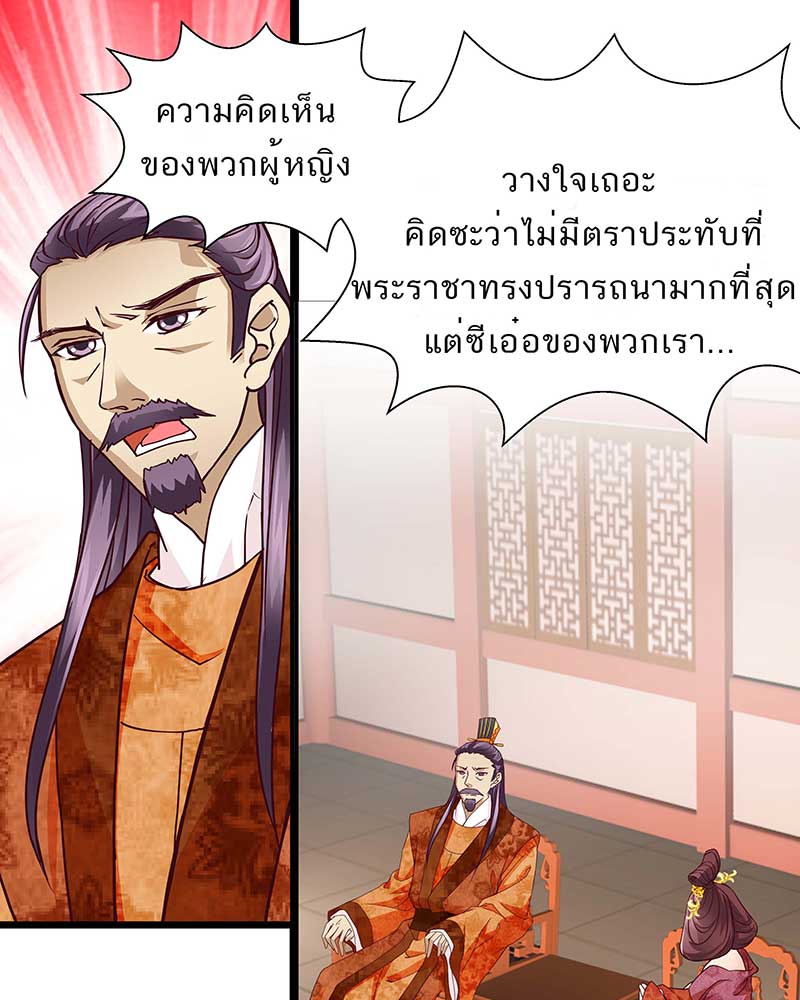 ความคิดเห็น
ของพวกผู้หญิง
วางใจเถอะ
คิดซะว่าไม่มีตราประทับที่
พระราชาทรงปรารถนามากที่สุด
แต่ซีเอ๋อของพวกเรา...